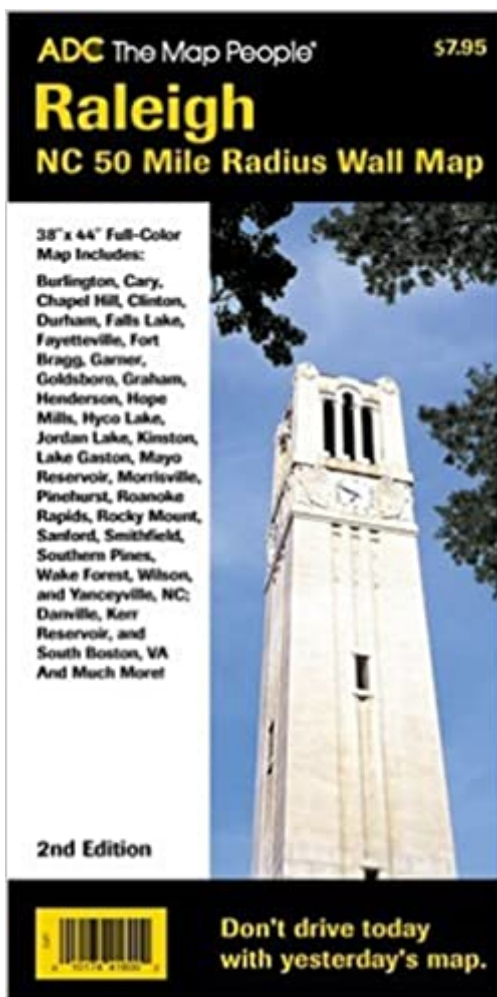 ADC The Map People®
$7.95
Raleigh
NC 50 Mile Radius Wall Map
38"x 44" Full-Color
Map Includes:
Burlington, Cary,
Chapel Hill, Clinton,
Durham, Falls Lake,
Fayetteville, Fort
Bragg, Garner,
Goldsboro, Graham,
Henderson, Hope
Mills, Hyco Lake,
Jordan Lake, Kinston,
Lake Gaston, Mayo
Reservoir, Morrisville,
Pinehurst, Roanoke
Rapids, Rocky Mount,
Sanford, Smithfield,
Southern Pines,
Wake Forest, Wilson,
and Yanceyville, NC;
Danville, Kerr
Reservoir, and
South Boston, VA
And Much More!
2nd Edition
Don't drive today
with yesterday's map.